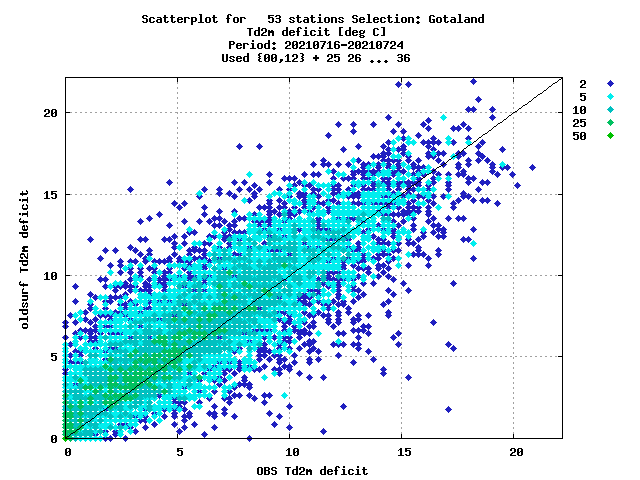 Scatterplot for   53 stations Selection: Gotaland
Td2m deficit [deg C]
Period: 20210716-20210724
Used {00,12} + 25 26 ... 36
2
5
10
25
50
20
15
10
5
0
oldsurf Td2m deficit
0
5
10
15
20
OBS Td2m deficit